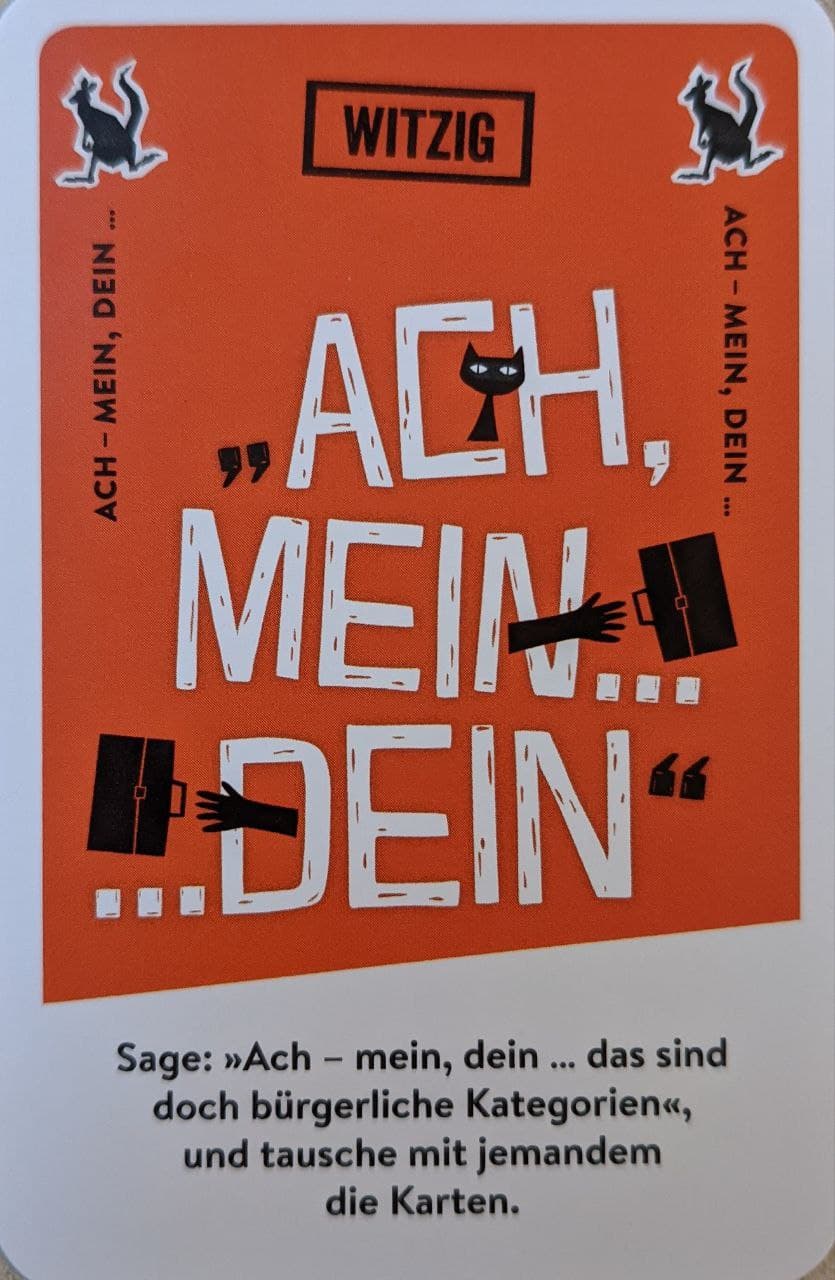 WITZIG
ACH – MEIN, DEIN ...
ACH – MEIN, DEIN ...
„ACH,
MEIN...
...DEIN“
Sage: »Ach – mein, dein ... das sind
doch bürgerliche Kategorien«,
und tausche mit jemandem
die Karten.